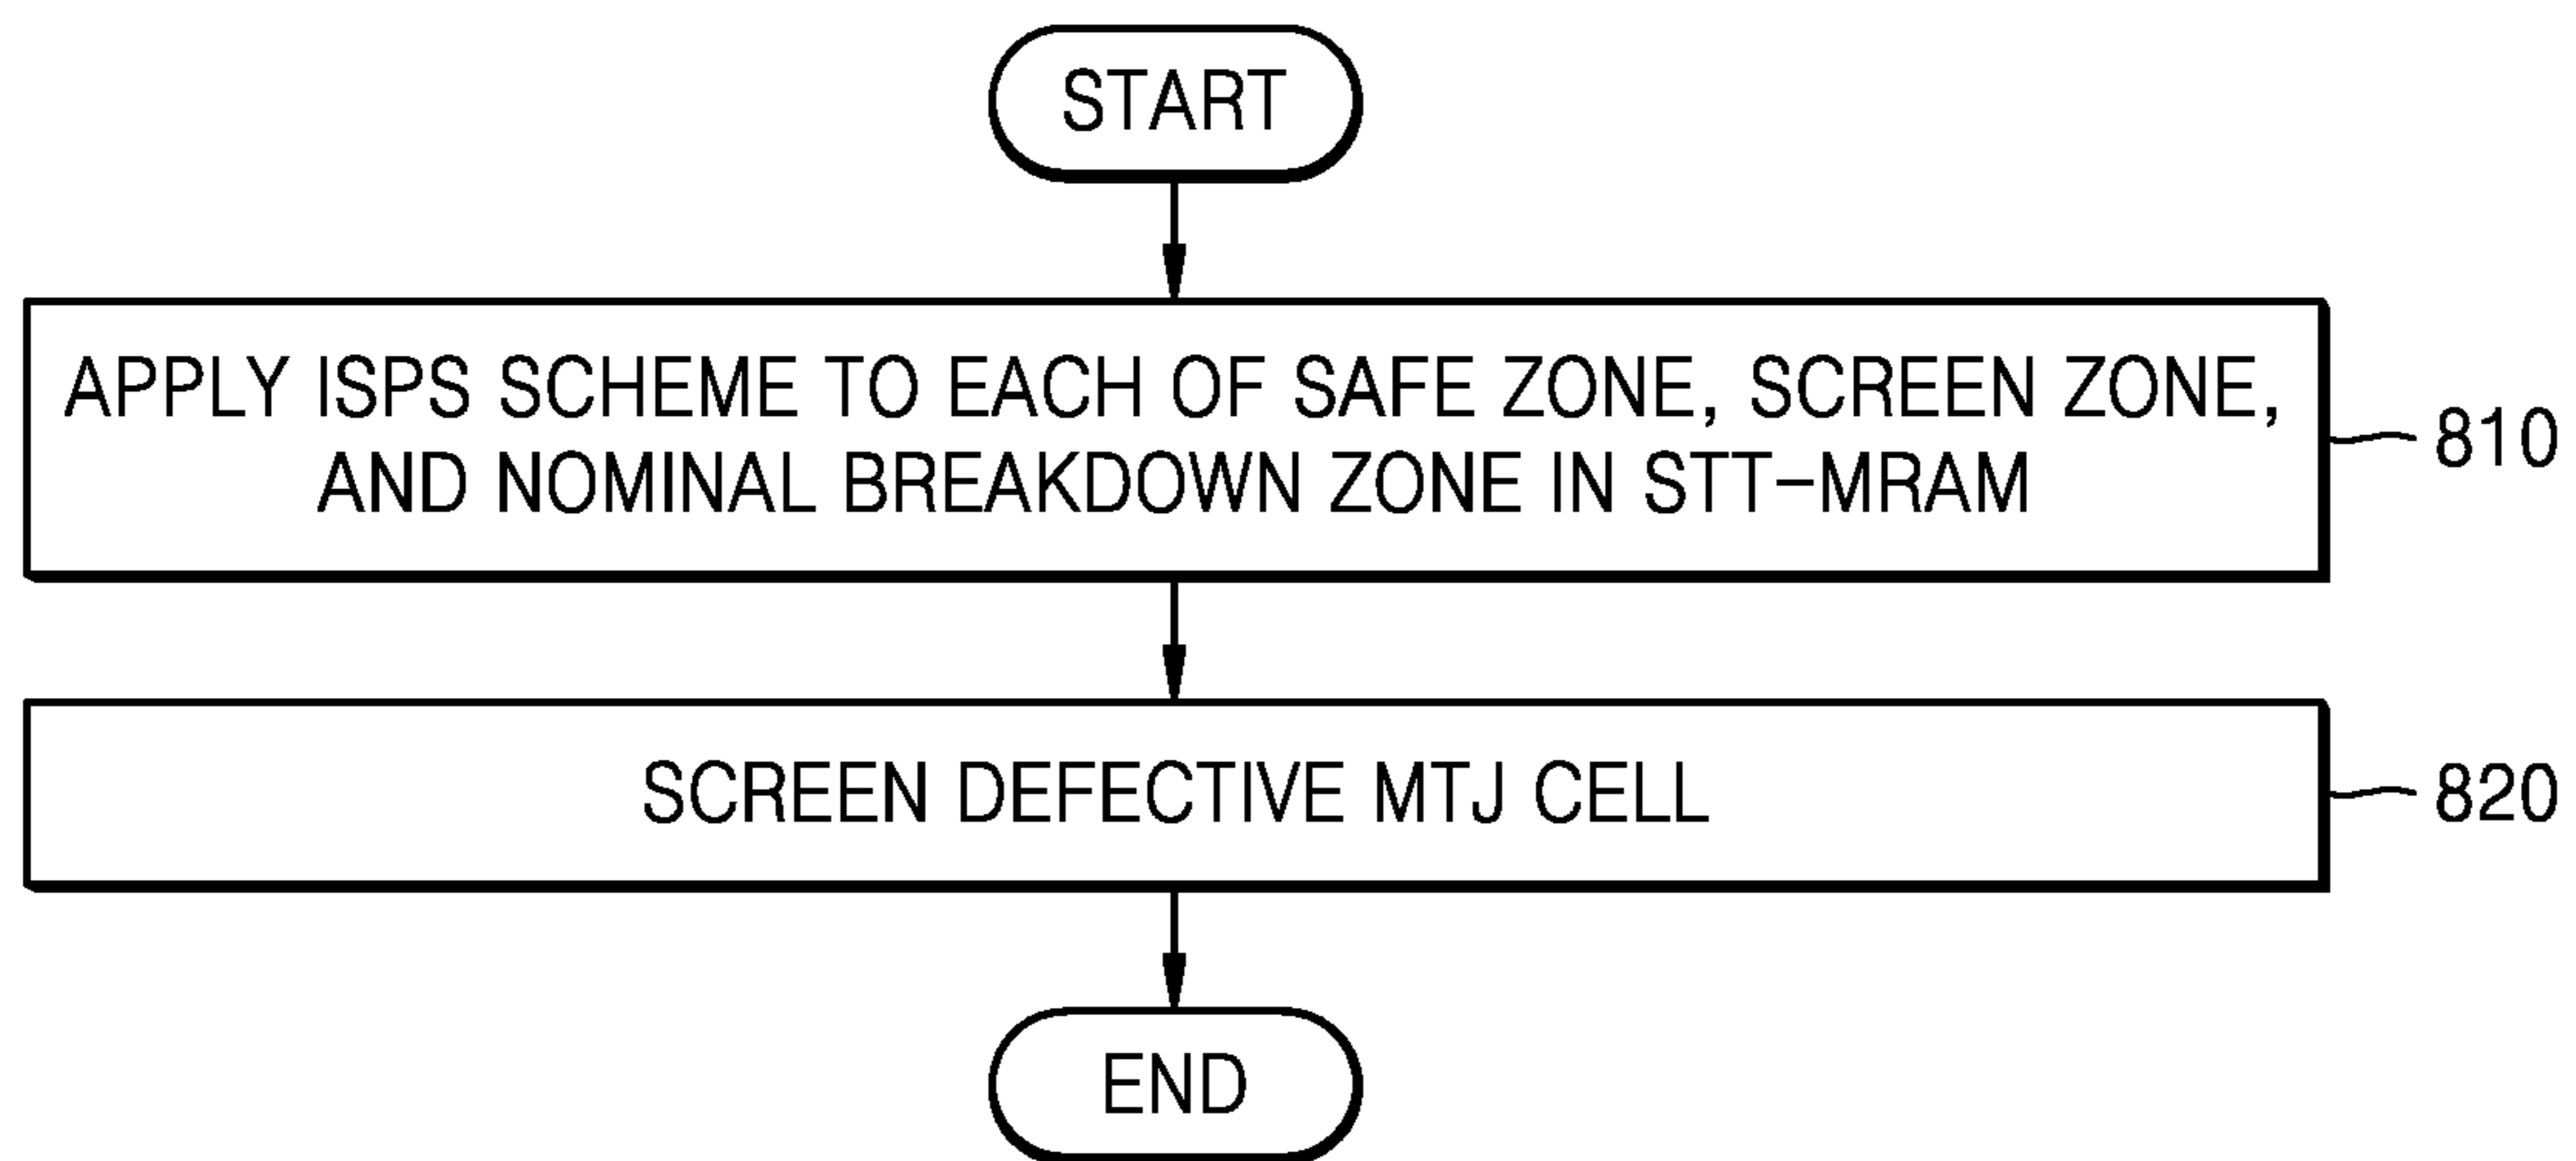 START
APPLY ISPS SCHEME TO EACH OF SAFE ZONE, SCREEN ZONE,
AND NOMINAL BREAKDOWN ZONE IN STT-MRAM
810
SCREEN DEFECTIVE MTJ CELL
820
END